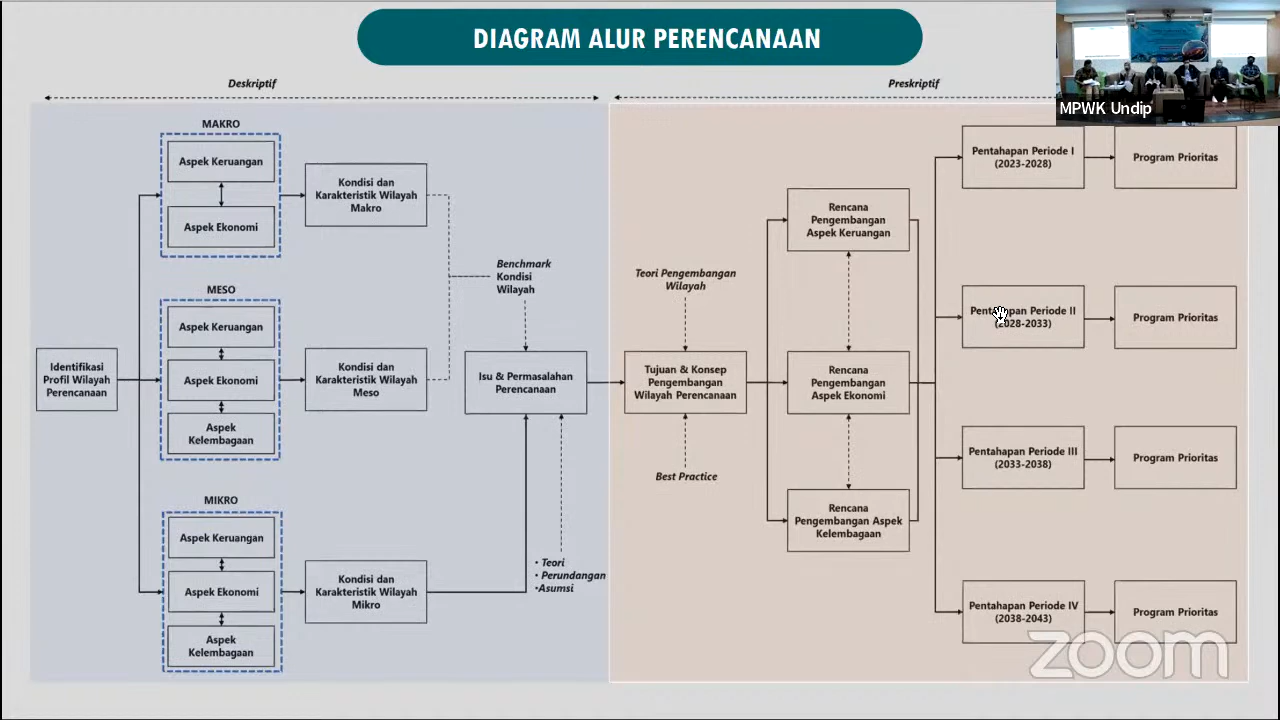 DIAGRAM ALUR PERENCANAAN
MPWK Undip
Deskriptif
Preskriptif
MAKRO
Aspek Keruangan
Aspek Ekonomi
Kondisi dan
Karakteristik Wilayah
Makro
MESO
Aspek Keruangan
Aspek Ekonomi
Aspek
Kelembagaan
Kondisi dan
Karakteristik Wilayah
Meso
Identifikasi
Profil Wilayah
Perencanaan
MIKRO
Aspek Keruangan
Aspek Ekonomi
Aspek
Kelembagaan
Kondisi dan
Karakteristik Wilayah
Mikro
Benchmark
Kondisi
Wilayah
Isu & Permasalahan
Perencanaan
• Teori
• Perundangan
•Asumsi
Teori Pengembangan
Wilayah
Tujuan & Konsep
Pengembangan
Wilayah Perencanaan
Best Practice
Rencana
Pengembangan
Aspek Keruangan
Rencana
Pengembangan
Aspek Ekonomi
Rencana
Pengembangan Aspek
Kelembagaan
Pentahapan Periode I
(2023-2028)
Program Prioritas
Pentahapan Periode II
(2028-2033)
Program Prioritas
Pentahapan Periode III
(2033-2038)
Program Prioritas
Pentahapan Periode IV
(2038-2043)
Program Prioritas
zoom